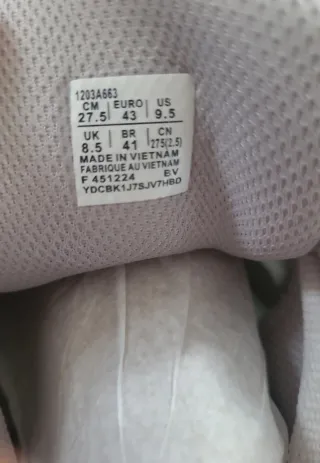 1203A663
CM | EURO | US
27.5 | 43 | 9.5
UK | BR | CN
8.5 | 41 | 275(2.5)
MADE IN VIETNAM
FABRIQUE AU VIETNAM
F 451224 EV
YDCBK1J7SJV7HBD